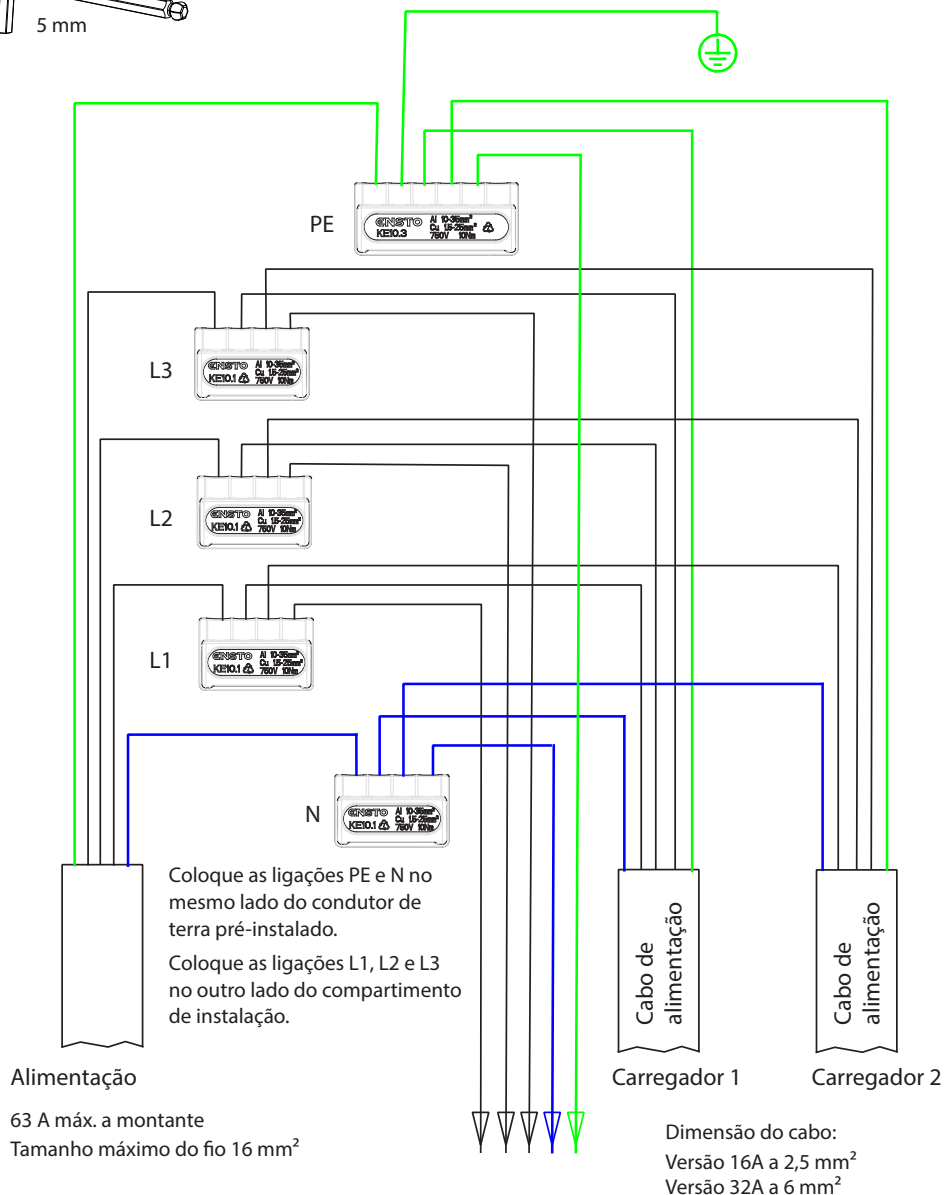 5 mm
PE
ENSTO
KE10.3
Al 10-35mm²
Cu 1.5-25mm²
750V 10Nm
L3
ENSTO
KE10.1
Al 10-35mm²
Cu 1.5-25mm²
750V 10Nm
L2
ENSTO
KE10.1
Al 10-35mm²
Cu 1.5-25mm²
750V 10Nm
L1
ENSTO
KE10.1
Al 10-35mm²
Cu 1.5-25mm²
750V 10Nm
N
ENSTO
KE10.1
Al 10-35mm²
Cu 1.5-25mm²
750V 10Nm
Coloque as ligações PE e N no
mesmo lado do condutor de
terra pré-instalado.
Coloque as ligações L1, L2 e L3
no outro lado do compartimento
de instalação.
Cabo de
alimentação
Cabo de
alimentação
Alimentação
63 A máx. a montante
Tamanho máximo do fio 16 mm²
Carregador 1
Carregador 2
Dimensão do cabo:
Versão 16A a 2,5 mm²
Versão 32A a 6 mm²